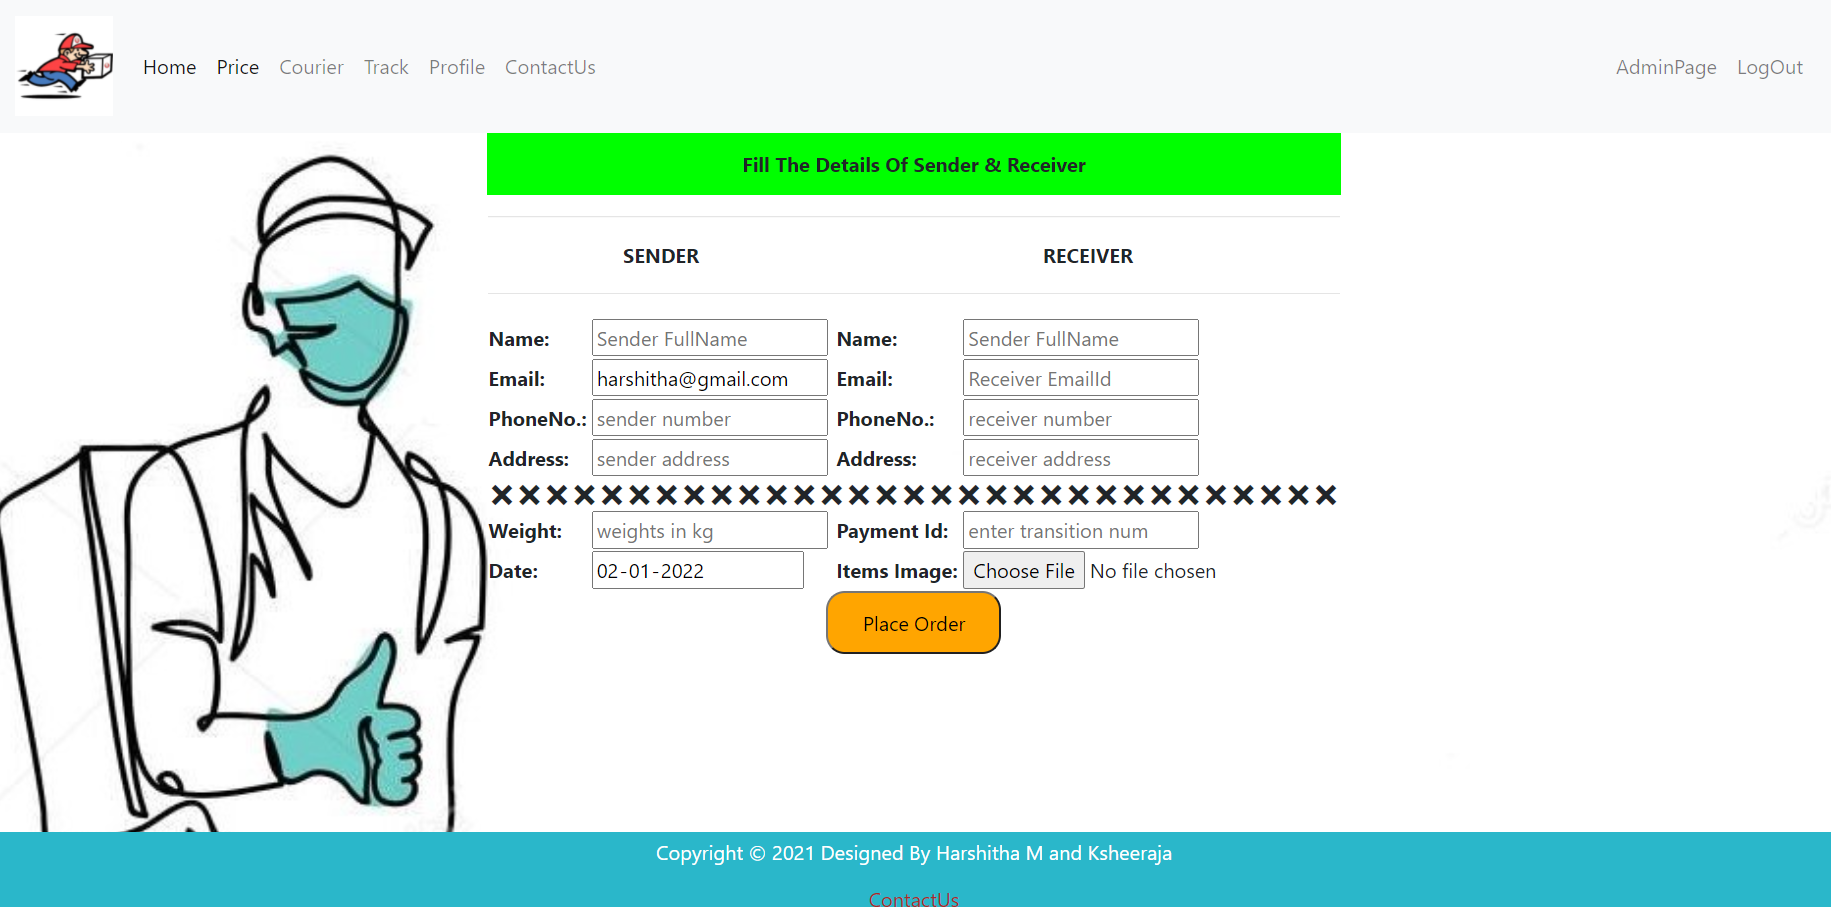 Home Price Courier Track Profile ContactUs AdminPage LogOut
Fill The Details Of Sender & Receiver
SENDER RECEIVER
Name: Sender FullName Name: Sender FullName
Email: harshitha@gmail.com Email: Receiver EmailId
PhoneNo.: sender number PhoneNo.: receiver number
Address: sender address Address: receiver address
Weight: weights in kg Payment Id: enter transition num
Date: 02-01-2022 Items Image: Choose File No file chosen
Place Order
Copyright © 2021 Designed By Harshitha M and Ksheeraja
ContactUs